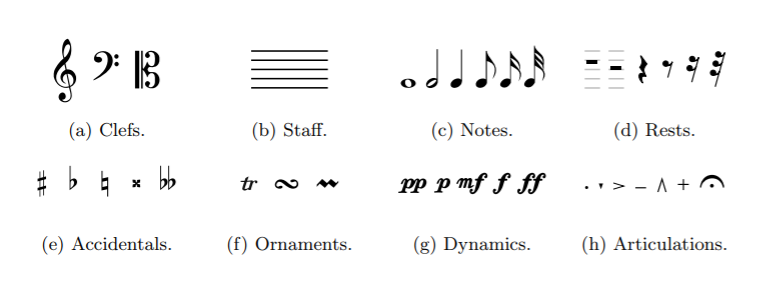 (a) Clefs. (b) Staff. (c) Notes. (d) Rests.
tr pp p mf f ff
(e) Accidentals. (f) Ornaments. (g) Dynamics. (h) Articulations.